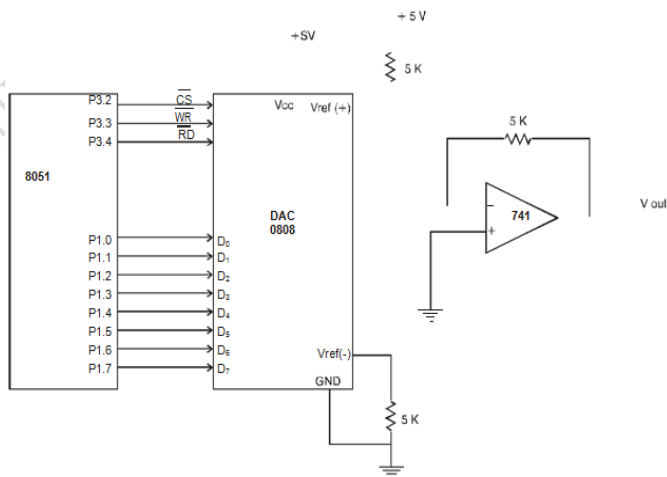 + 5 V
+SV
5 K
P3.2 CS Vcc Vref (+)
P3.3 WR
P3.4 RD
5 K
8051
DAC
0808
-
+
741
V out
P1.0 D0
P1.1 D1
P1.2 D2
P1.3 D3
P1.4 D4
P1.5 D5
P1.6 D6
P1.7 D7
Vref(-)
GND
5 K